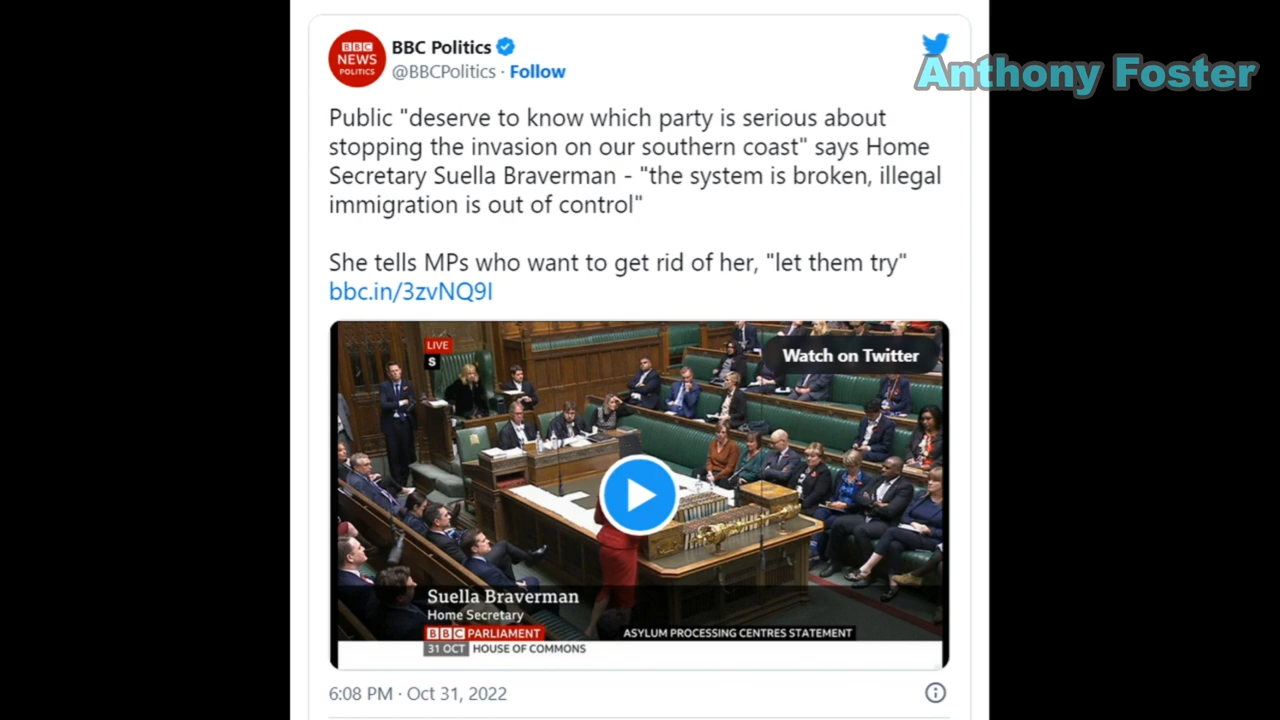 BBC
NEWS
POLITICS
BBC Politics
@BBCPolitics · Follow
Anthony Foster
Public "deserve to know which party is serious about
stopping the invasion on our southern coast" says Home
Secretary Suella Braverman - "the system is broken, illegal
immigration is out of control"
She tells MPs who want to get rid of her, "let them try"
bbc.in/3zvNQ9I
LIVE
S
Watch on Twitter
Suella Braverman
Home Secretary
BBC PARLIAMENT
ASYLUM PROCESSING CENTRES STATEMENT
31 OCT HOUSE OF COMMONS
6:08 PM · Oct 31, 2022